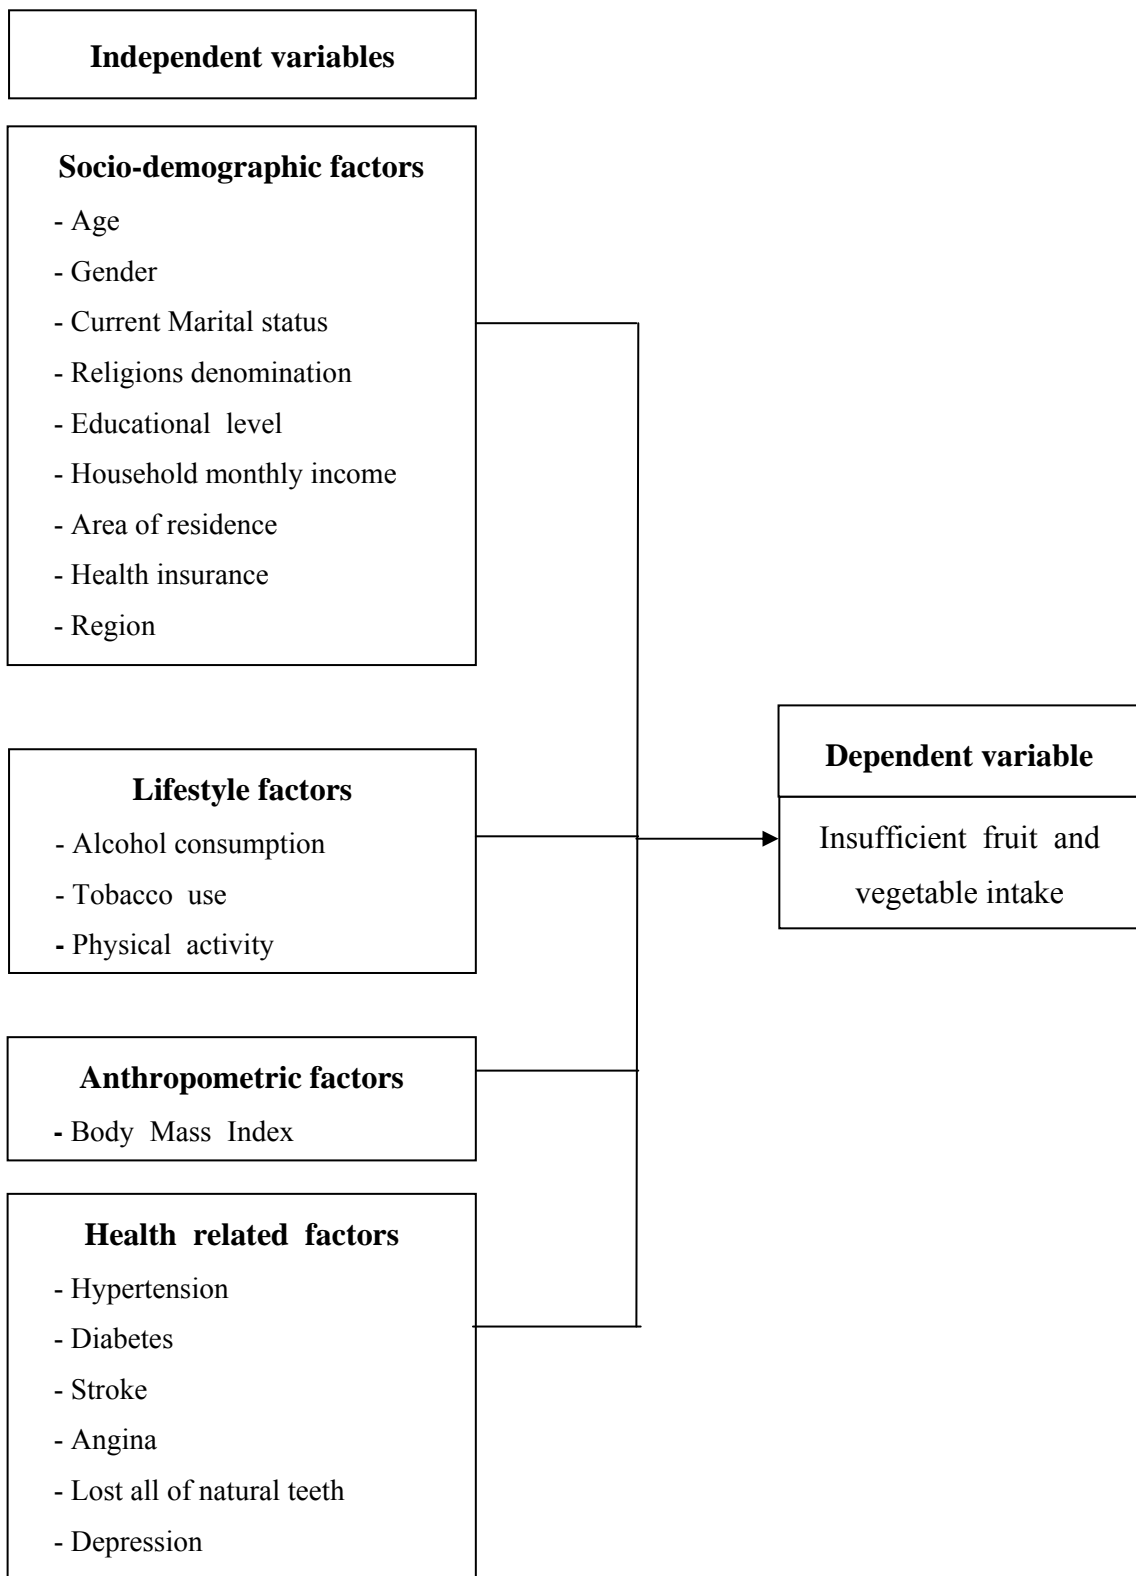 Independent variables
Socio-demographic factors
- Age
- Gender
- Current Marital status
- Religions denomination
- Educational level
- Household monthly income
- Area of residence
- Health insurance
- Region
Lifestyle factors
- Alcohol consumption
- Tobacco use
- Physical activity
Anthropometric factors
- Body Mass Index
Health related factors
- Hypertension
- Diabetes
- Stroke
- Angina
- Lost all of natural teeth
- Depression
Dependent variable
Insufficient fruit and
vegetable intake